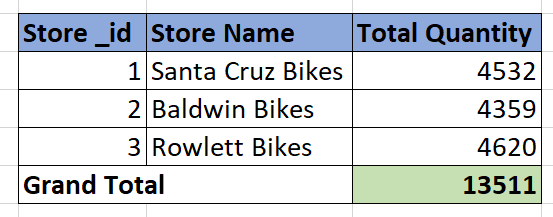 Store _id Store Name Total Quantity
1 Santa Cruz Bikes 4532
2 Baldwin Bikes 4359
3 Rowlett Bikes 4620
Grand Total 13511